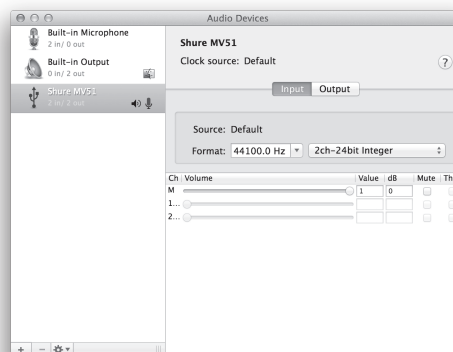 Audio Devices
Built-in Microphone
2 in/ 0 out
Built-in Output
0 in/ 2 out
Shure MV51
2 in/ 2 out
Shure MV51
Clock source: Default
?
Input Output
Source: Default
Format: 44100.0 Hz 2ch-24bit Integer
Ch Volume Value dB Mute Th
M 1 0
1...
2...
+ −